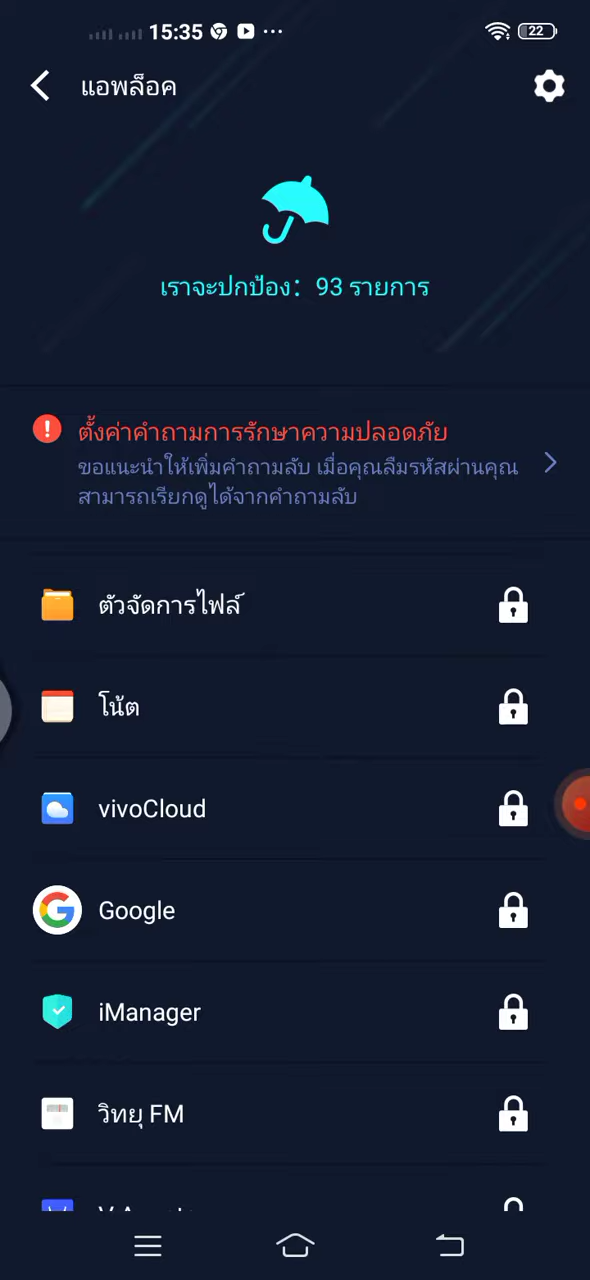 15:35
22
แอพล็อค
เราจะปกป้อง: 93 รายการ
ตั้งค่าคำถามการรักษาความปลอดภัย
ขอแนะนำให้เพิ่มคำถามลับ เมื่อคุณลืมรหัสผ่านคุณ
สามารถเรียกดูได้จากคำถามลับ
ตัวจัดการไฟล์
โน้ต
vivoCloud
Google
iManager
วิทยุ FM